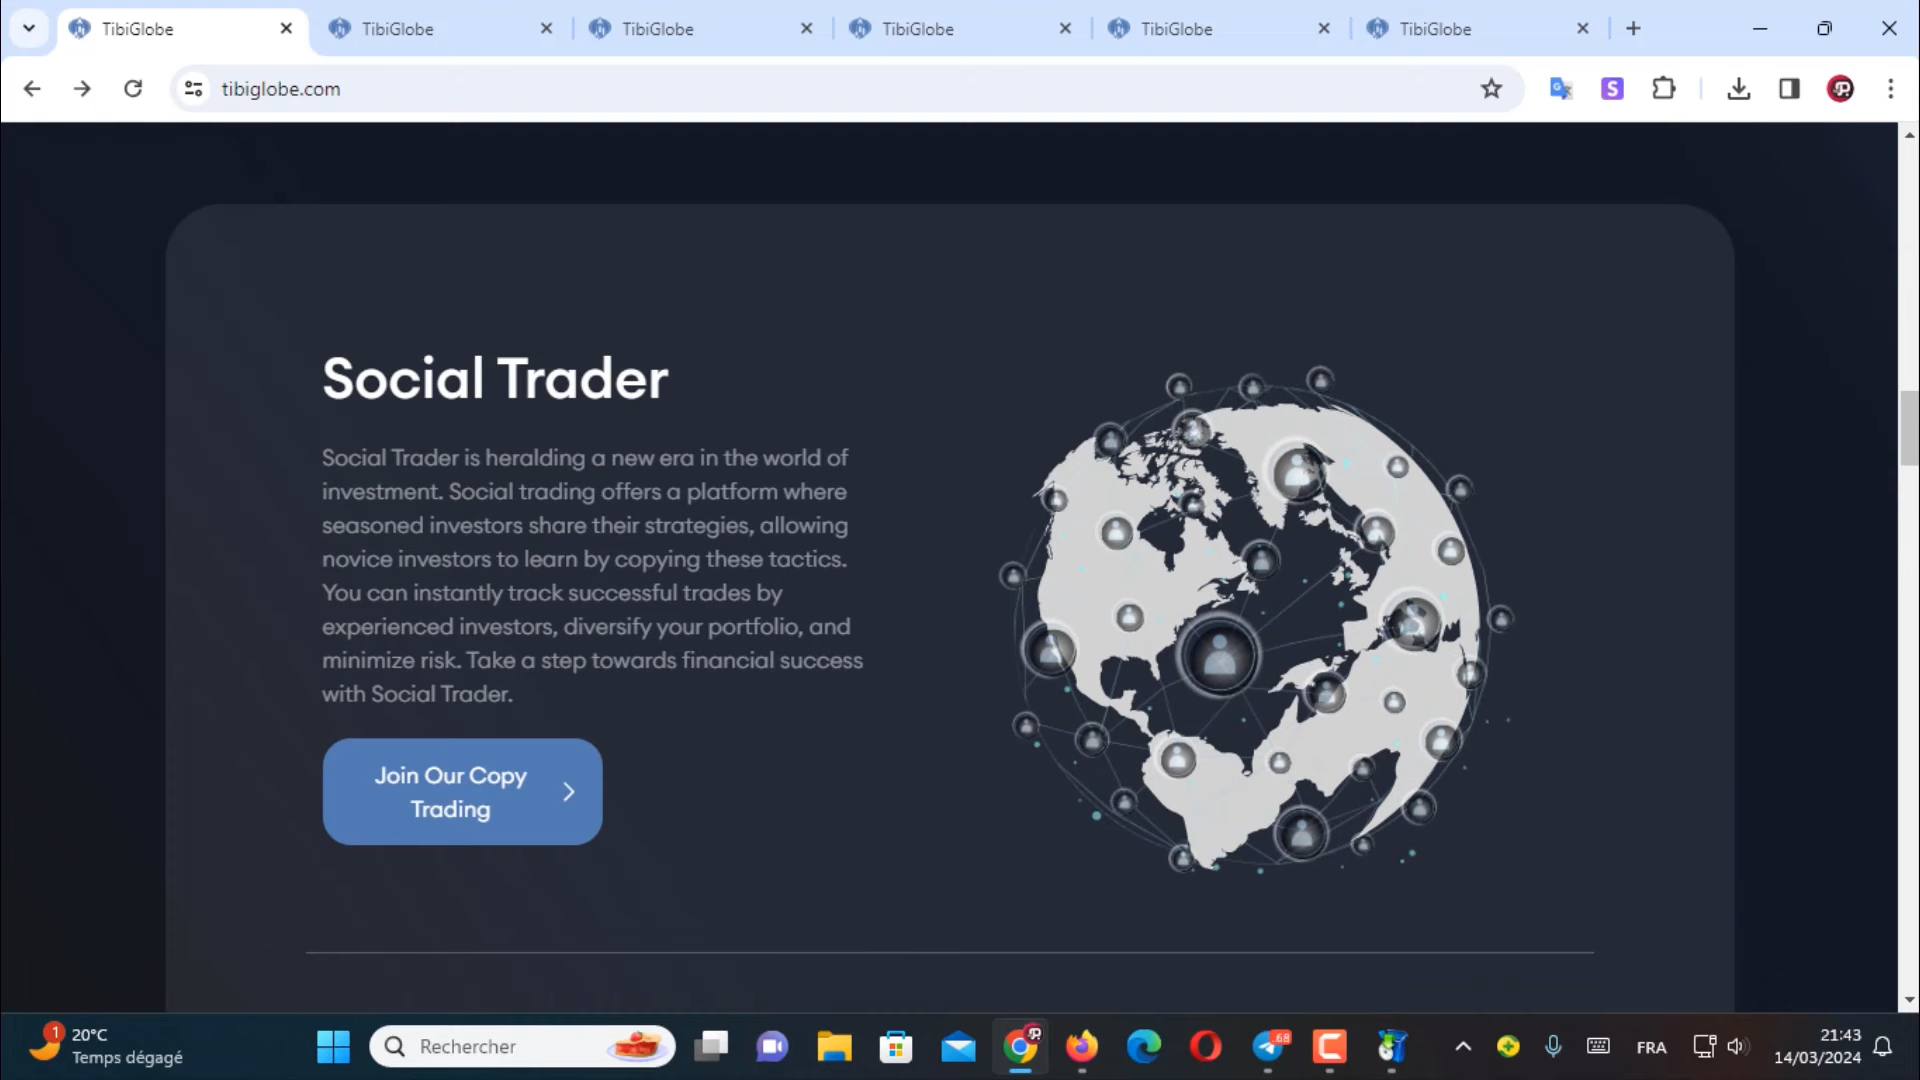 TibiGlobe
TibiGlobe
TibiGlobe
TibiGlobe
TibiGlobe
TibiGlobe
tibiglobe.com
Social Trader
Social Trader is heralding a new era in the world of
investment. Social trading offers a platform where
seasoned investors share their strategies, allowing
novice investors to learn by copying these tactics.
You can instantly track successful trades by
experienced investors, diversify your portfolio, and
minimize risk. Take a step towards financial success
with Social Trader.
Join Our Copy
Trading
1
20°C
Temps dégagé
Rechercher
.68
FRA
21:43
14/03/2024